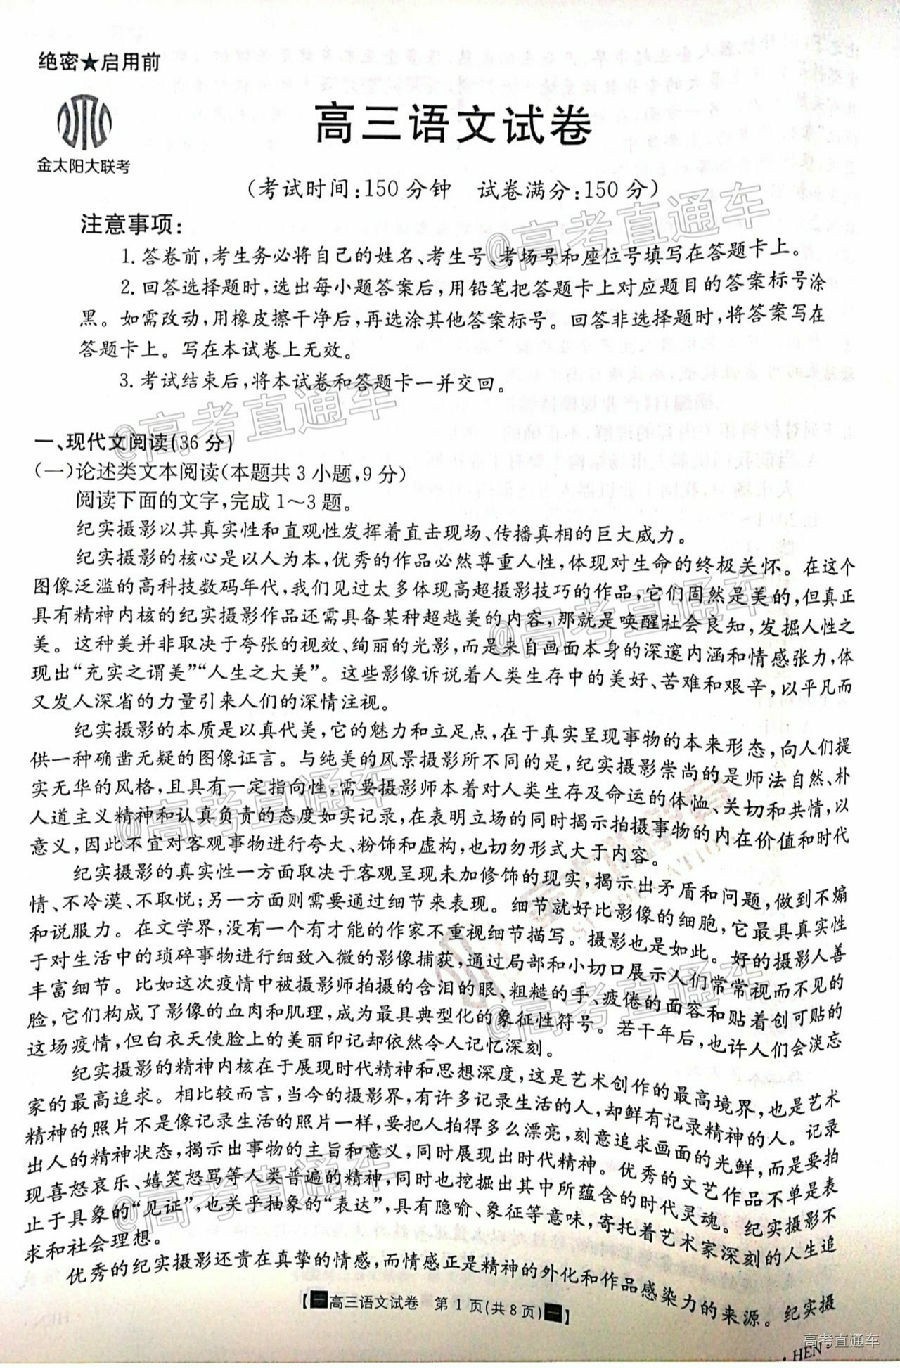 绝密★启用前
金太阳大联考
高三语文试卷
(考试时间:150分钟 试卷满分:150分)
注意事项:
1.答卷前,考生务必将自己的姓名、考生号、考场号和座位号填写在答题卡上。
2.回答选择题时,选出每小题答案后,用铅笔把答题卡上对应题目的答案标号涂
黑。如需改动,用橡皮擦干净后,再选涂其他答案标号。回答非选择题时,将答案写在
答题卡上。写在本试卷上无效。
3.考试结束后,将本试卷和答题卡一并交回。
一、现代文阅读(36分)
(一)论述类文本阅读(本题共3小题,9分)
阅读下面的文字,完成1~3题。
纪实摄影以其真实性和直观性发挥着直击现场、传播真相的巨大威力。
纪实摄影的核心是以人为本,优秀的作品必然尊重人性,体现对生命的终极关怀。在这个
图像泛滥的高科技数码年代,我们见过太多体现高超摄影技巧的作品,它们固然是美的,但真正
具有精神内核的纪实摄影作品还需具备某种超越美的内容,那就是唤醒社会良知,发掘人性之
美。这种美并非取决于夸张的视效、绚丽的光影,而是来自画面本身的深邃内涵和情感张力,体
现出“充实之谓美”“人生之大美”。这些影像诉说着人类生存中的美好、苦难和艰辛,以平凡而
又发人深省的力量引来人们的深情注视。
纪实摄影的本质是以真代美,它的魅力和立足点,在于真实呈现事物的本来形态,向人们提
供一种确凿无疑的图像证言。与纯美的风景摄影所不同的是,纪实摄影崇尚的是师法自然、朴
实无华的风格,且具有一定指向性,需要摄影师本着对人类生存及命运的体恤、关切和共情,以
人道主义精神和认真负责的态度如实记录,在表明立场的同时揭示拍摄事物的内在价值和时代
意义,因此不宜对客观事物进行夸大、粉饰和虚构,也切勿形式大于内容。
纪实摄影的真实性一方面取决于客观呈现未加修饰的现实,揭示出矛盾和问题,做到不煽
情、不冷漠、不取悦;另一方面则需要通过细节来表现。细节就好比影像的细胞,它最具真实性
和说服力。在文学界,没有一个有才能的作家不重视细节描写。摄影也是如此。好的摄影人善
于对生活中的琐碎事物进行细致入微的影像捕获,通过局部和小切口展示人们常常视而不见的
丰富细节。比如这次疫情中被摄影师拍摄的含泪的眼、粗糙的手、疲倦的面容和贴着创可贴的
脸,它们构成了影像的血肉和肌理,成为最具典型化的象征性符号。若干年后,也许人们会淡忘
这场疫情,但白衣天使脸上的美丽印记却依然令人记忆深刻。
纪实摄影的精神内核在于展现时代精神和思想深度,这是艺术创作的最高境界,也是艺术
家的最高追求。相比较而言,当今的摄影界,有许多记录生活的人,却鲜有记录精神的人。记录
精神的照片不是像记录生活的照片一样,要把人拍得多么漂亮,刻意追求画面的光鲜,而是要拍
出人的精神状态,揭示出事物的主旨和意义,同时展现出时代精神。优秀的文艺作品不单是表
现喜怒哀乐、嬉笑怒骂等人类普遍的精神,同时也挖掘出其中所蕴含的时代灵魂。纪实摄影不
止于具象的“见证”,也关乎抽象的“表达”,具有隐喻、象征等意味,寄托着艺术家深刻的人生追
求和社会理想。
优秀的纪实摄影还贵在真挚的情感,而情感正是精神的外化和作品感染力的来源。纪实摄
【高三语文试卷 第1页(共8页)】
·HEN·
@高考直通车
@高考直通车
@高考直通车
@高考直通车
@高考直通车
@高考直通车
高考直通车